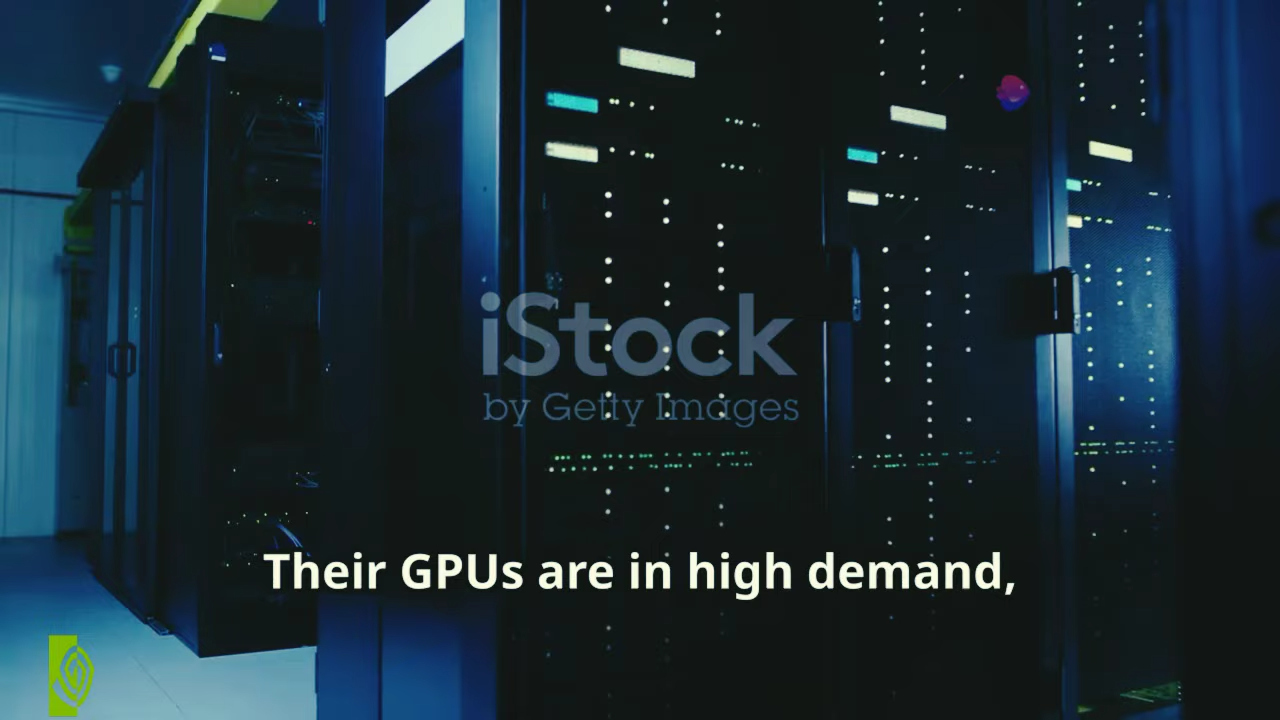 iStock
by Getty Images
Their GPUs are in high demand,